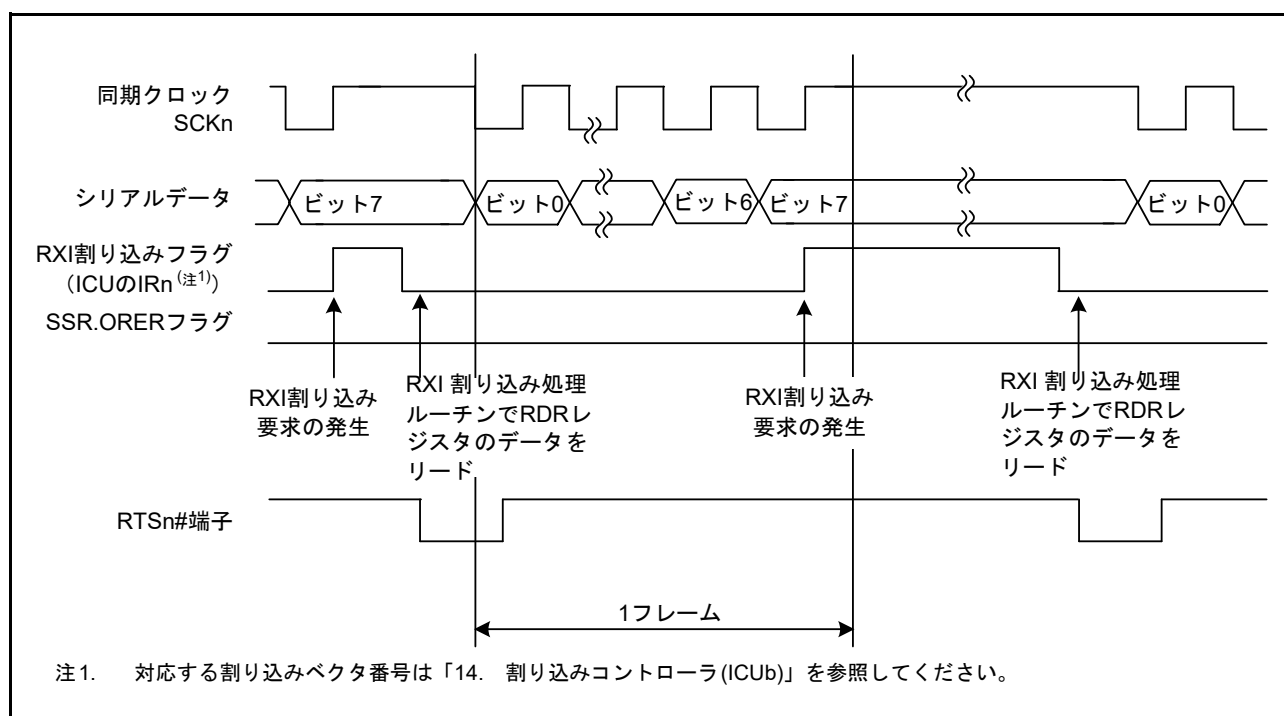 同期クロック
SCKn
シリアルデータ
ビット7
ビット0
ビット6
ビット7
ビット0
RXI割り込みフラグ
(ICUのIRn(注1))
SSR.ORERフラグ
RXI割り込み
要求の発生
RXI 割り込み処理
ルーチンでRDRレ
ジスタのデータを
リード
RXI割り込み
要求の発生
RXI 割り込み処理
ルーチンでRDRレ
ジスタのデータを
リード
RTSn#端子
1フレーム
注1. 対応する割り込みベクタ番号は「14. 割り込みコントローラ(ICUb)」を参照してください。